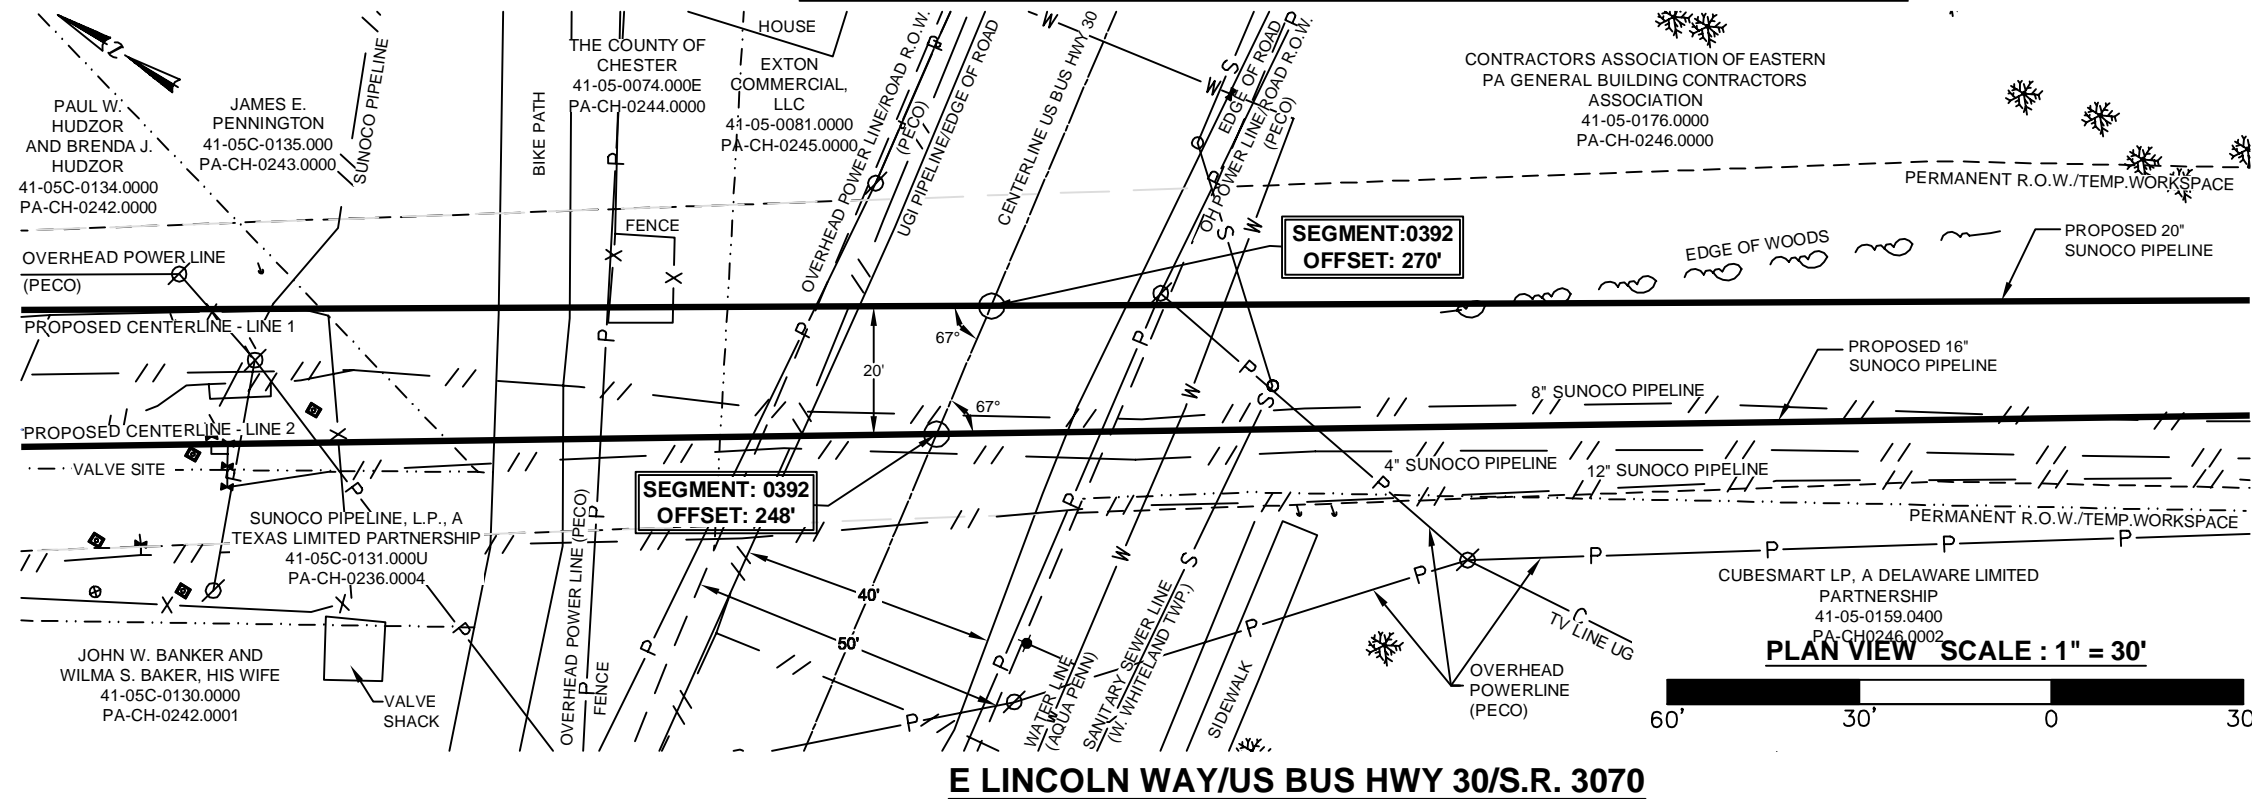 HOUSE
THE COUNTY OF
CHESTER
41-05-0074.000E
PA-CH-0244.0000
EXTON
COMMERCIAL,
LLC
41-05-0081.0000
PA-CH-0245.0000
PAUL W.
HUDZOR
AND BRENDA J.
HUDZOR
41-05C-0134.0000
PA-CH-0242.0000
JAMES E.
PENNINGTON
41-05C-0135.000
PA-CH-0243.0000
SUNOCO PIPELINE
BIKE PATH
OVERHEAD POWER LINE/ROAD R.O.W.
(PECO)
UGI PIPELINE/EDGE OF ROAD
CENTERLINE US BUS HWY 30
EDGE OF ROAD
OH POWER LINE/ROAD R.O.W.
(PECO)
CONTRACTORS ASSOCIATION OF EASTERN
PA GENERAL BUILDING CONTRACTORS
ASSOCIATION
41-05-0176.0000
PA-CH-0246.0000
PERMANENT R.O.W./TEMP.WORKSPACE
FENCE
OVERHEAD POWER LINE
(PECO)
SEGMENT:0392
OFFSET: 270'
EDGE OF WOODS
PROPOSED 20"
SUNOCO PIPELINE
PROPOSED CENTERLINE - LINE 1
67°
20'
PROPOSED 16"
SUNOCO PIPELINE
8" SUNOCO PIPELINE
67°
PROPOSED CENTERLINE - LINE 2
VALVE SITE
4" SUNOCO PIPELINE
12" SUNOCO PIPELINE
SEGMENT: 0392
OFFSET: 248'
SUNOCO PIPELINE, L.P., A
TEXAS LIMITED PARTNERSHIP
41-05C-0131.000U
PA-CH-0236.0004
PERMANENT R.O.W./TEMP.WORKSPACE
40'
50'
OVERHEAD POWER LINE (PECO)
FENCE
WATER LINE
(AQUA PENN)
SANITARY SEWER LINE
(W. WHITELAND TWP.)
SIDEWALK
TV LINE UG
OVERHEAD
POWERLINE
(PECO)
CUBESMART LP, A DELAWARE LIMITED
PARTNERSHIP
41-05-0159.0400
PA-CH0246.0002
JOHN W. BANKER AND
WILMA S. BAKER, HIS WIFE
41-05C-0130.0000
PA-CH-0242.0001
VALVE
SHACK
PLAN VIEW SCALE : 1" = 30'
60' 30' 0 30
E LINCOLN WAY/US BUS HWY 30/S.R. 3070